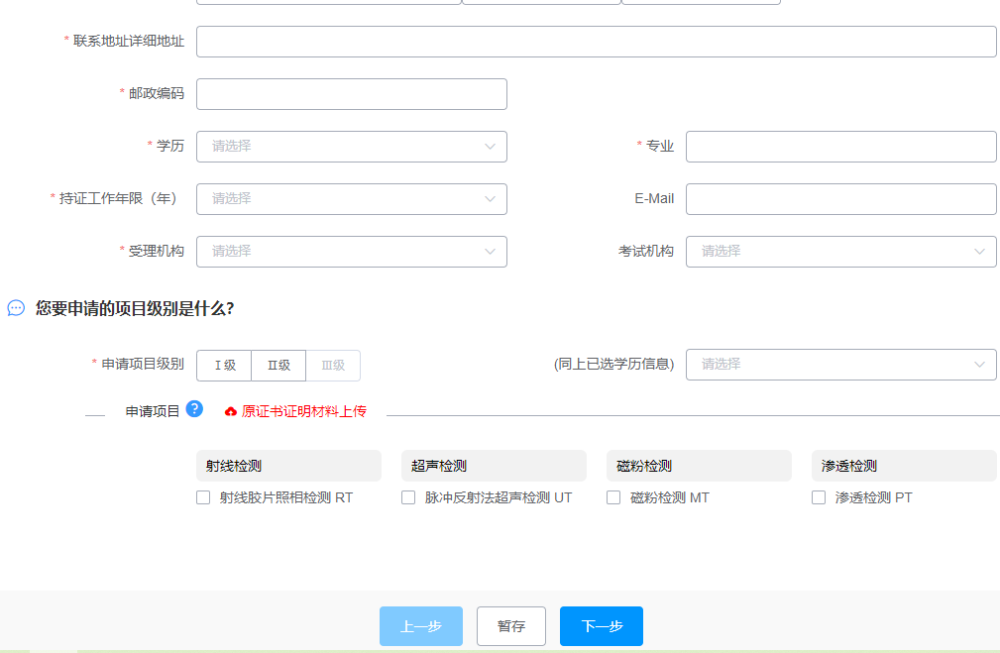 * 联系地址详细地址
* 邮政编码
* 学历 请选择 * 专业
* 持证工作年限（年） 请选择 E-Mail
* 受理机构 请选择 考试机构 请选择
您要申请的项目级别是什么?
* 申请项目级别 Ⅰ 级 Ⅱ级 Ⅲ级 (同上已选学历信息) 请选择
申请项目 ? 原证书证明材料上传
射线检测 超声检测 磁粉检测 渗透检测
射线胶片照相检测 RT 脉冲反射法超声检测 UT 磁粉检测 MT 渗透检测 PT
上一步 暂存 下一步